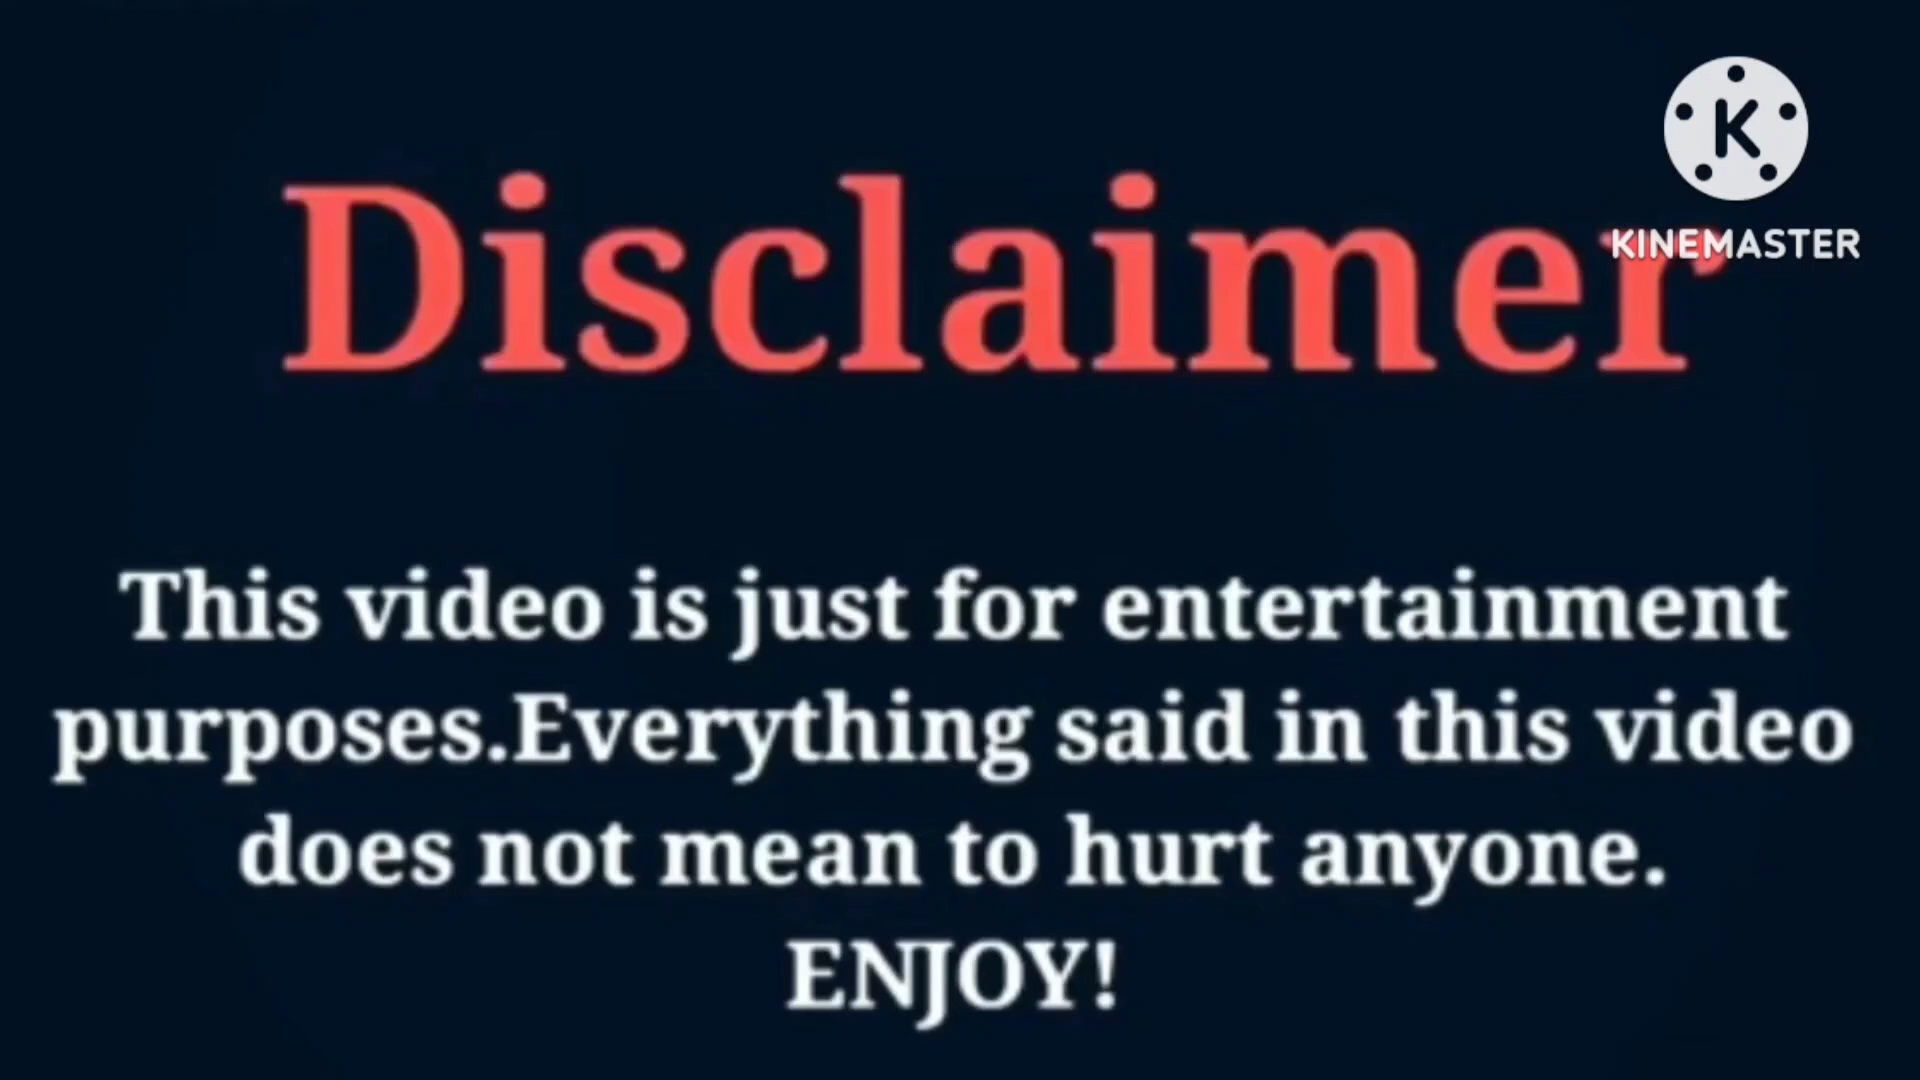 K
KINEMASTER
Disclaimer
This video is just for entertainment
purposes.Everything said in this video
does not mean to hurt anyone.
ENJOY!